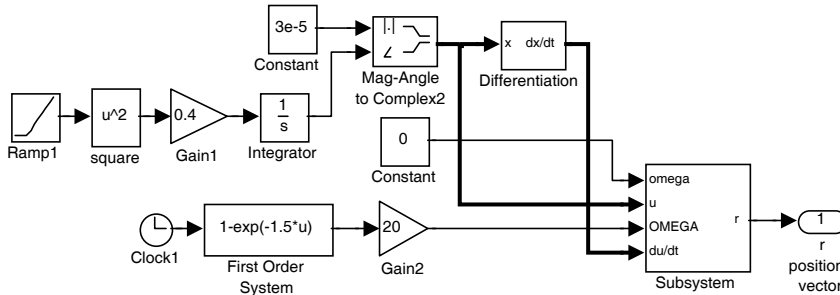 3e-5
Constant
|·|
∠
Mag-Angle
to Complex2
x dx/dt
Differentiation
Ramp1
u^2
square
0.4
Gain1
1
s
Integrator
0
Constant
Clock1
1-exp(-1.5*u)
First Order
System
20
Gain2
omega
u
OMEGA
du/dt
r
Subsystem
1
r
position
vector